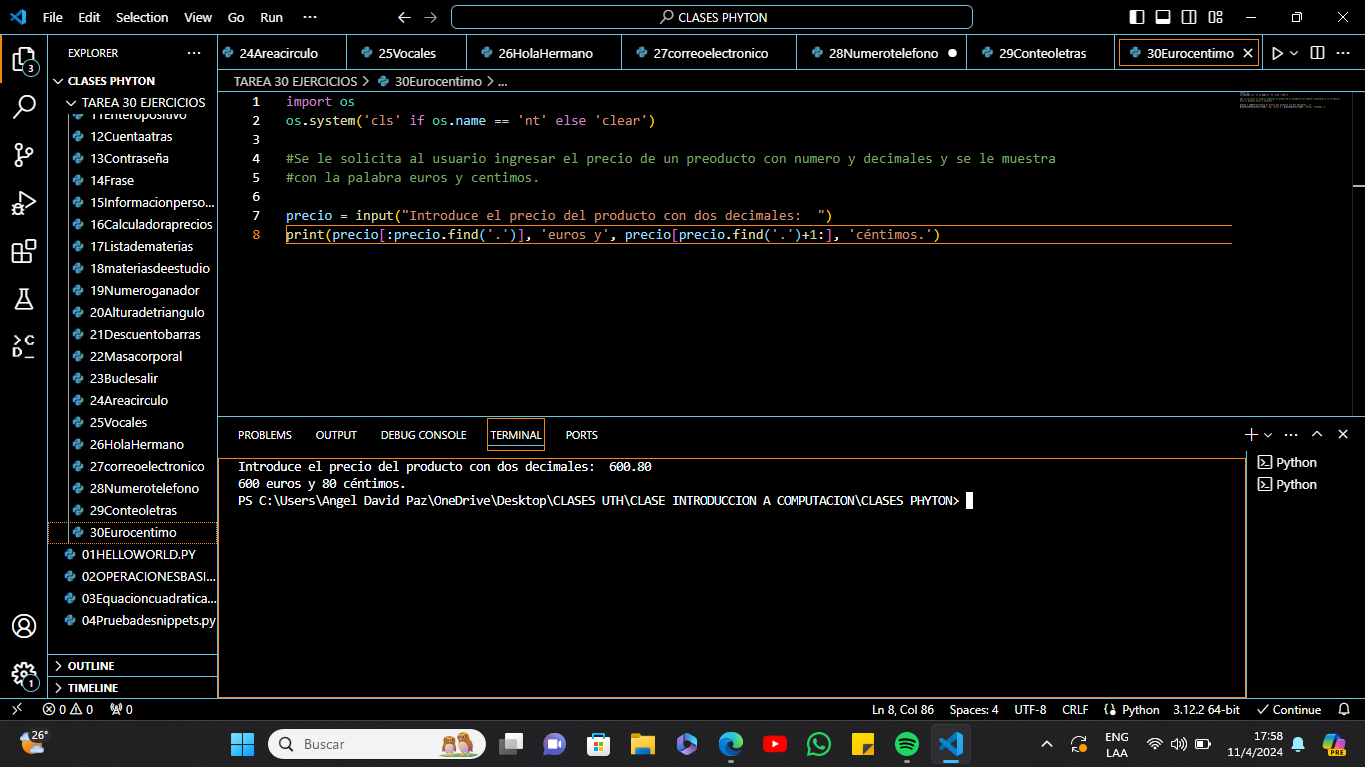 File Edit Selection View Go Run ··· CLASES PHYTON
EXPLORER ···
24Areacirculo 25Vocales 26HolaHermano 27correoelectronico 28Numerotelefono 29Conteoletras 30Eurocentimo
TAREA 30 EJERCICIOS > 30Eurocentimo > ...
CLASES PHYTON
TAREA 30 EJERCICIOS
11Enteropositivo
12Cuentaatras
13Contraseña
14Frase
15Informacionperso...
16Calculadoraprecios
17Listadematerias
18materiasdeestudio
19Numeroganador
20Alturadetriangulo
21Descuentobarras
22Masacorporal
23Buclesalir
24Areacirculo
25Vocales
26HolaHermano
27correoelectronico
28Numerotelefono
29Conteoletras
30Eurocentimo
01HELLOWORLD.PY
02OPERACIONESBASI...
03Equacioncuadratica...
04Pruebadesnippets.py
OUTLINE
TIMELINE
1 import os
2 os.system('cls' if os.name == 'nt' else 'clear')
3
4 #Se le solicita al usuario ingresar el precio de un preoducto con numero y decimales y se le muestra
5 #con la palabra euros y centimos.
6
7 precio = input("Introduce el precio del producto con dos decimales:  ")
8 print(precio[:precio.find('.')], 'euros y', precio[precio.find('.')+1:], 'céntimos.')
PROBLEMS OUTPUT DEBUG CONSOLE TERMINAL PORTS
Introduce el precio del producto con dos decimales:  600.80
600 euros y 80 céntimos.
PS C:\Users\Angel David Paz\OneDrive\Desktop\CLASES UTH\CLASE INTRODUCCION A COMPUTACION\CLASES PHYTON>
Python
Python
3
C
D
1
0 0 0 Ln 8, Col 86 Spaces: 4 UTF-8 CRLF Python 3.12.2 64-bit Continue
26° Buscar ENG 17:58
LAA 11/4/2024
PRE